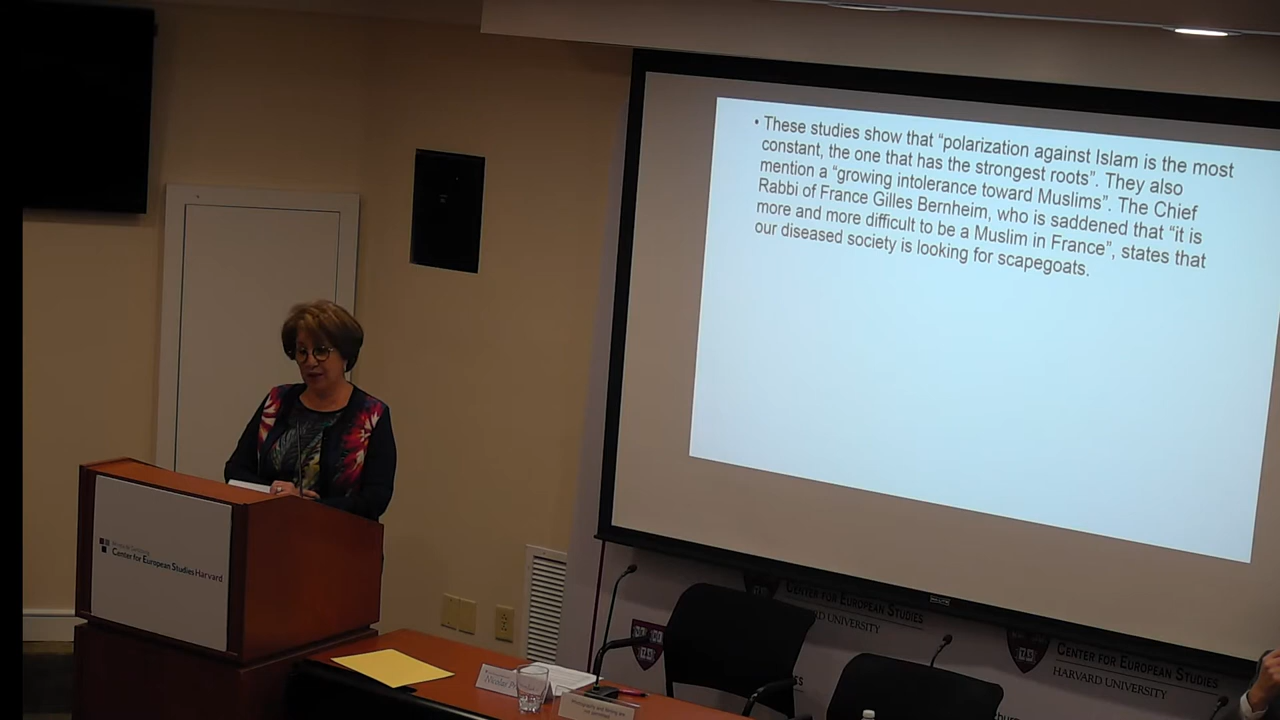 • These studies show that “polarization against Islam is the most
constant, the one that has the strongest roots”. They also
mention a “growing intolerance toward Muslims”. The Chief
Rabbi of France Gilles Bernheim, who is saddened that “it is
more and more difficult to be a Muslim in France”, states that
our diseased society is looking for scapegoats.
Center for European Studies Harvard
CENTER FOR EUROPEAN STUDIES
UNIVERSITY
CENTER FOR EUROPEAN STUDIES
HARVARD UNIVERSITY